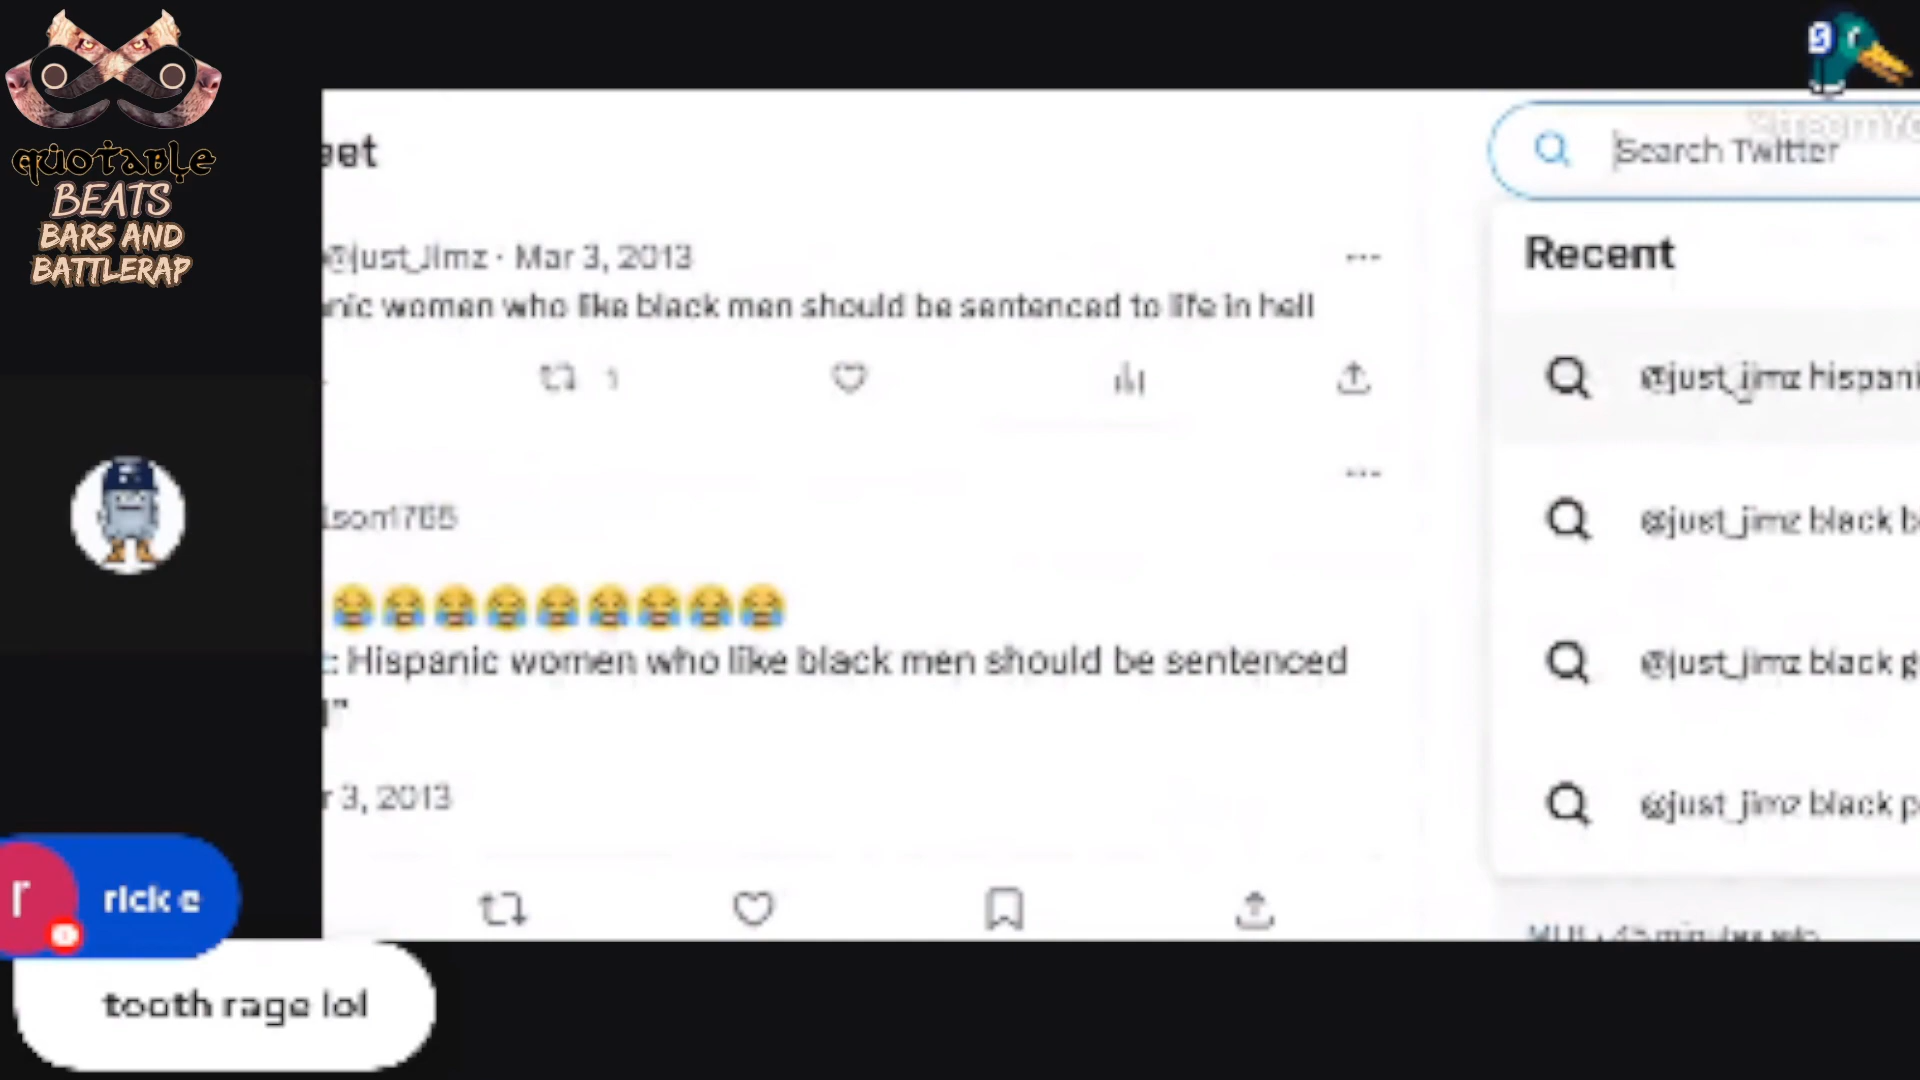 QUOTABLE
BEATS
BARS AND
BATTLERAP
eet
Search Twitter
@just_Jimz · Mar 3, 2013
nic women who like black men should be sentenced to life in hell
1
Recent
@just_jimz hispani
@just_jimz black b
@just_jimz black g
@just_jimz black p
lson1765
😂😂😂😂😂😂😂😂😂
: Hispanic women who like black men should be sentenced
l"
r 3, 2013
r
rick e
tooth rage lol